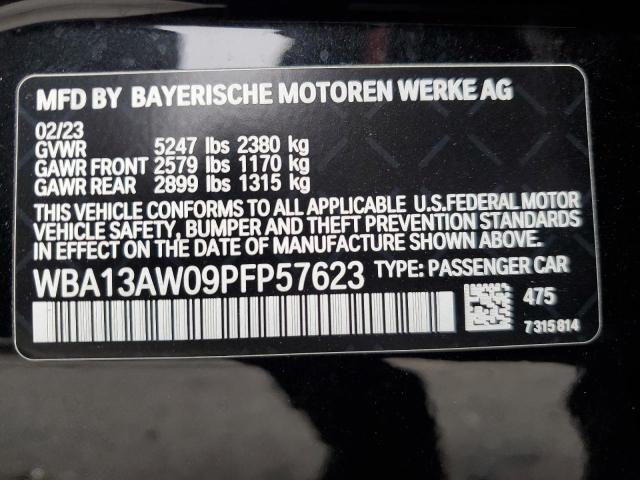 MFD BY BAYERISCHE MOTOREN WERKE AG
02/23
GVWR 5247 lbs 2380 kg
GAWR FRONT 2579 lbs 1170 kg
GAWR REAR 2899 lbs 1315 kg
THIS VEHICLE CONFORMS TO ALL APPLICABLE U.S.FEDERAL MOTOR
VEHICLE SAFETY, BUMPER AND THEFT PREVENTION STANDARDS
IN EFFECT ON THE DATE OF MANUFACTURE SHOWN ABOVE.
WBA13AW09PFP57623 TYPE: PASSENGER CAR
475
7315814